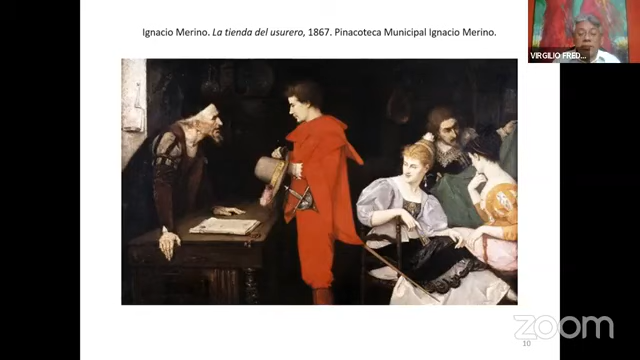 Ignacio Merino. La tienda del usurero, 1867. Pinacoteca Municipal Ignacio Merino.
VIRGILIO FRED...
zoom
10